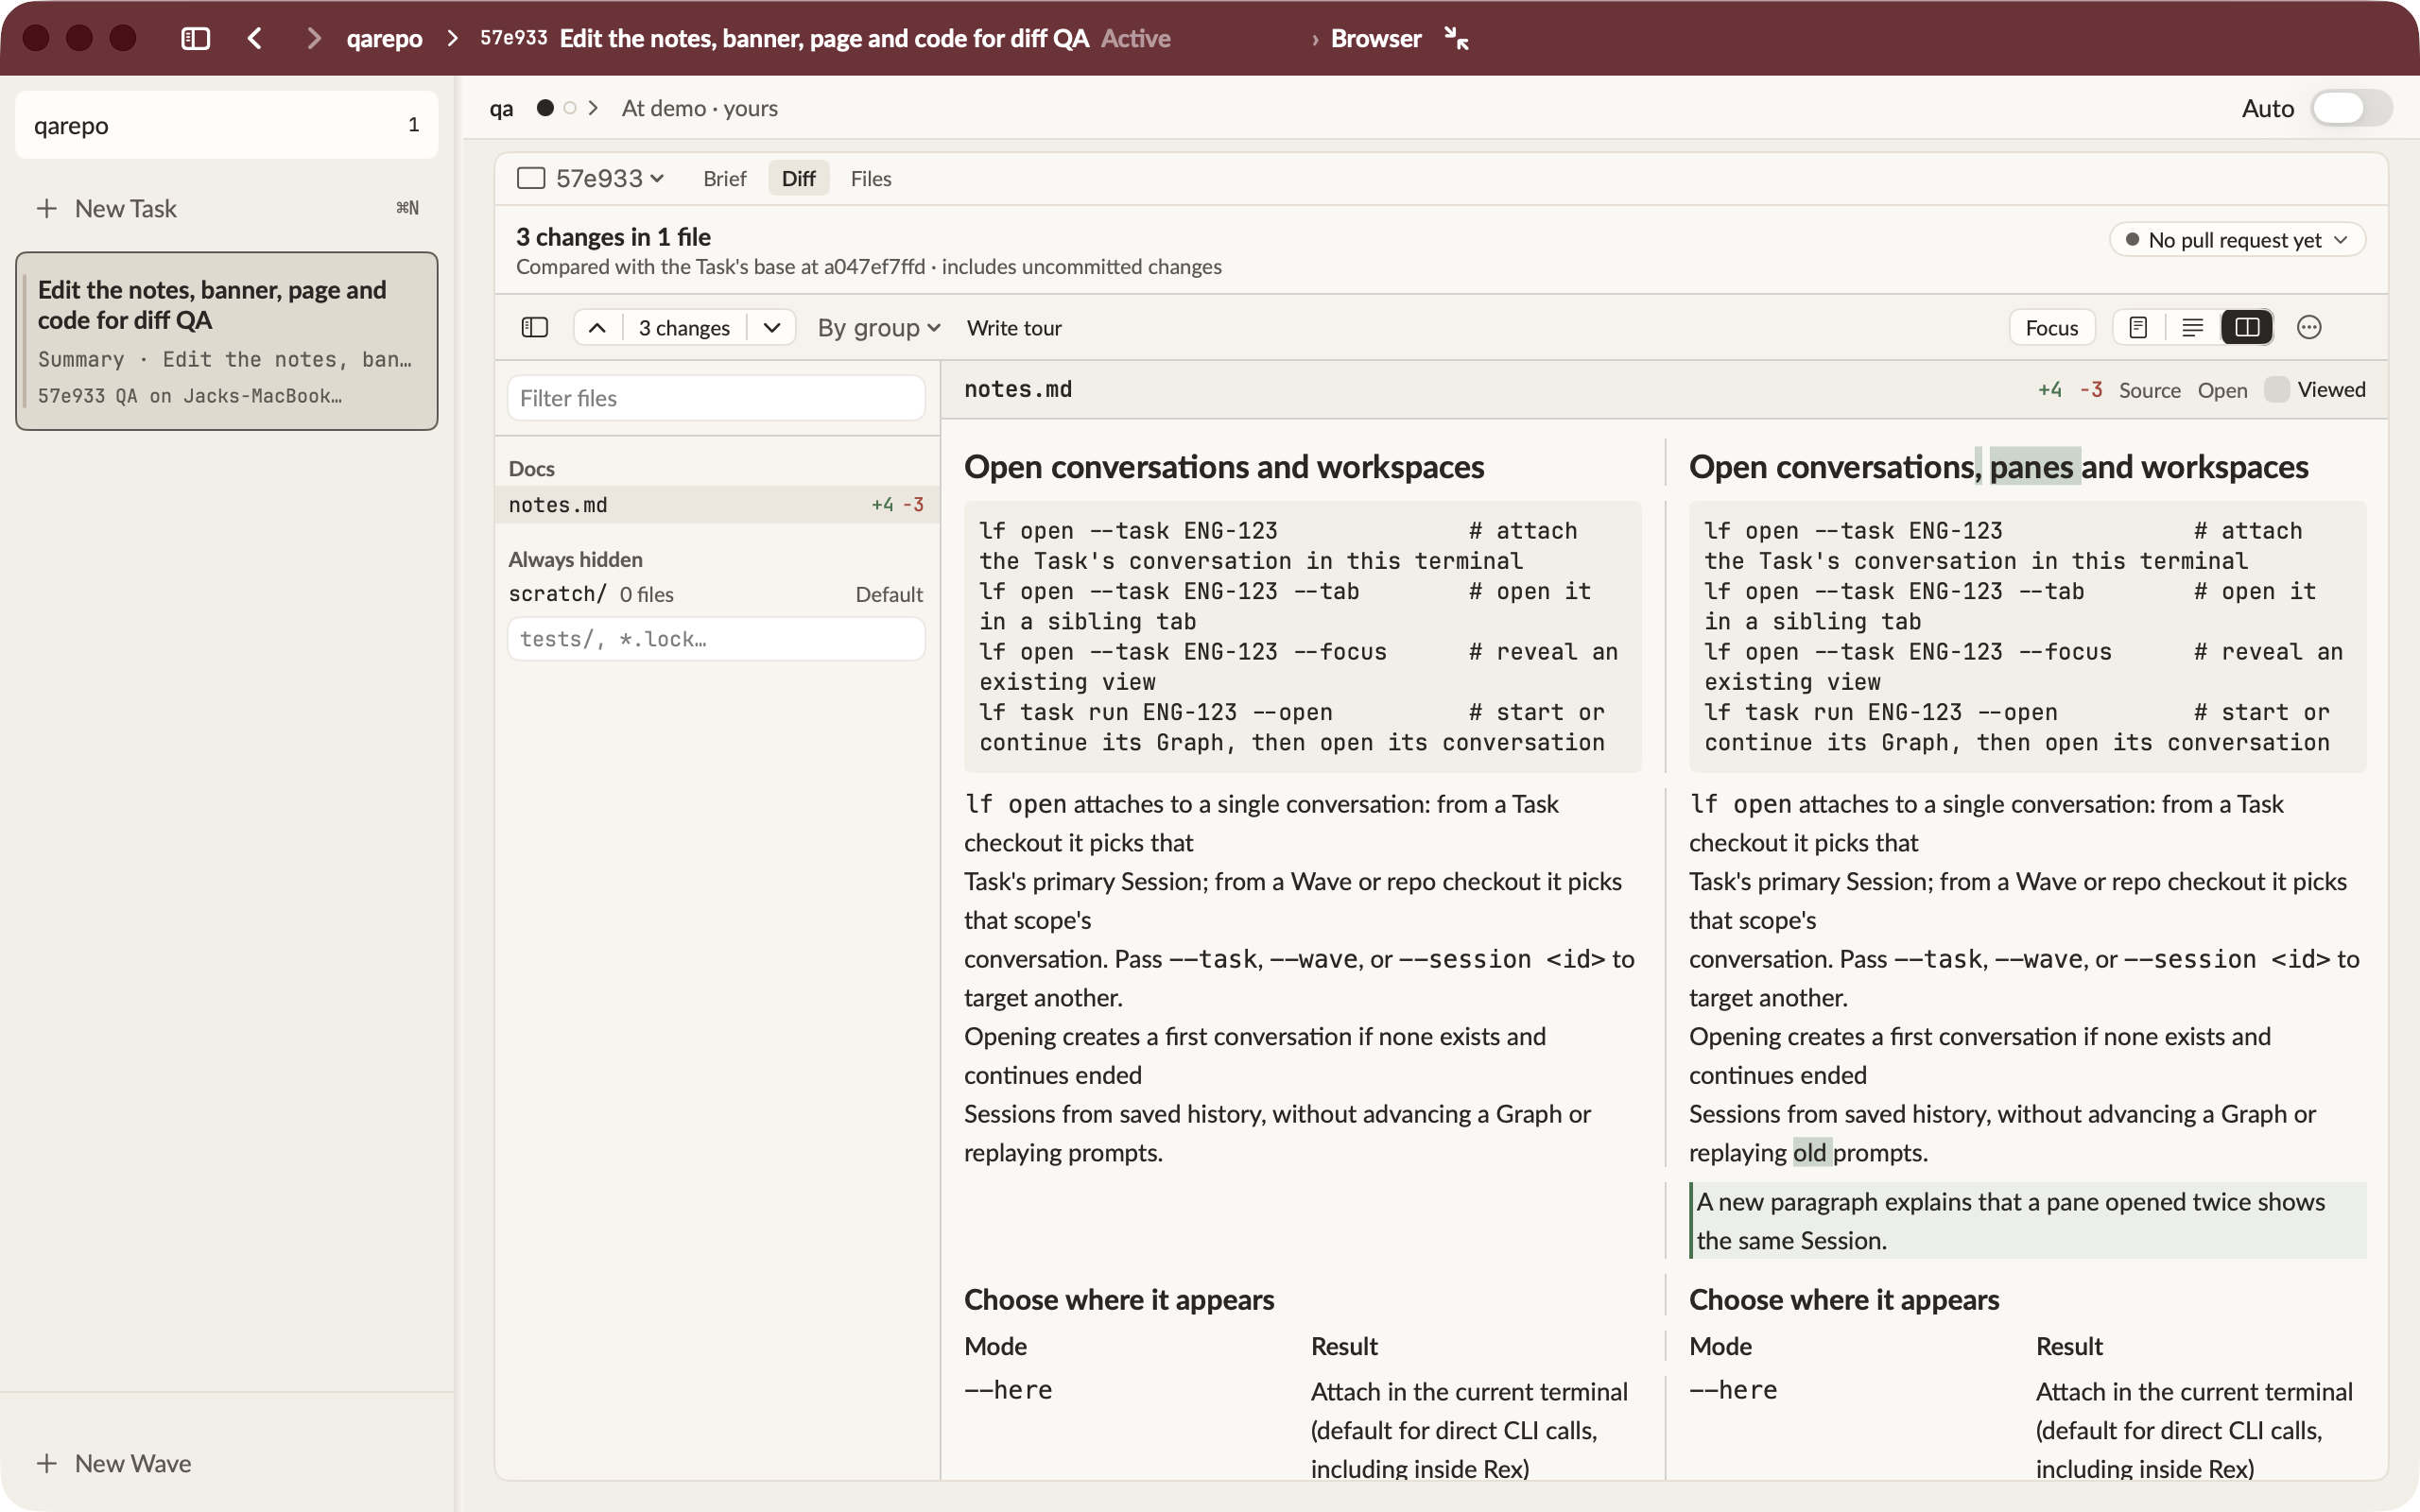 qarepo
57e933 Edit the notes, banner, page and code for diff QA Active
› Browser
qarepo 1
New Task ⌘N
Edit the notes, banner, page and
code for diff QA
Summary · Edit the notes, ban…
57e933 QA on Jacks-MacBook…
New Wave
qa
At demo · yours
Auto
57e933
Brief
Diff
Files
3 changes in 1 file
Compared with the Task's base at a047ef7ffd · includes uncommitted changes
No pull request yet
3 changes
By group
Write tour
Focus
Filter files
Docs
notes.md +4 -3
Always hidden
scratch/ 0 files Default
tests/, *.lock…
notes.md
+4 -3 Source Open Viewed
Open conversations and workspaces
lf open --task ENG-123 # attach
the Task's conversation in this terminal
lf open --task ENG-123 --tab # open it
in a sibling tab
lf open --task ENG-123 --focus # reveal an
existing view
lf task run ENG-123 --open # start or
continue its Graph, then open its conversation
lf open attaches to a single conversation: from a Task
checkout it picks that
Task's primary Session; from a Wave or repo checkout it picks
that scope's
conversation. Pass --task, --wave, or --session <id> to
target another.
Opening creates a first conversation if none exists and
continues ended
Sessions from saved history, without advancing a Graph or
replaying prompts.
Choose where it appears
Mode Result
--here Attach in the current terminal
(default for direct CLI calls,
including inside Rex)
Open conversations, panes and workspaces
lf open --task ENG-123 # attach
the Task's conversation in this terminal
lf open --task ENG-123 --tab # open it
in a sibling tab
lf open --task ENG-123 --focus # reveal an
existing view
lf task run ENG-123 --open # start or
continue its Graph, then open its conversation
lf open attaches to a single conversation: from a Task
checkout it picks that
Task's primary Session; from a Wave or repo checkout it picks
that scope's
conversation. Pass --task, --wave, or --session <id> to
target another.
Opening creates a first conversation if none exists and
continues ended
Sessions from saved history, without advancing a Graph or
replaying old prompts.
A new paragraph explains that a pane opened twice shows
the same Session.
Choose where it appears
Mode Result
--here Attach in the current terminal
(default for direct CLI calls,
including inside Rex)